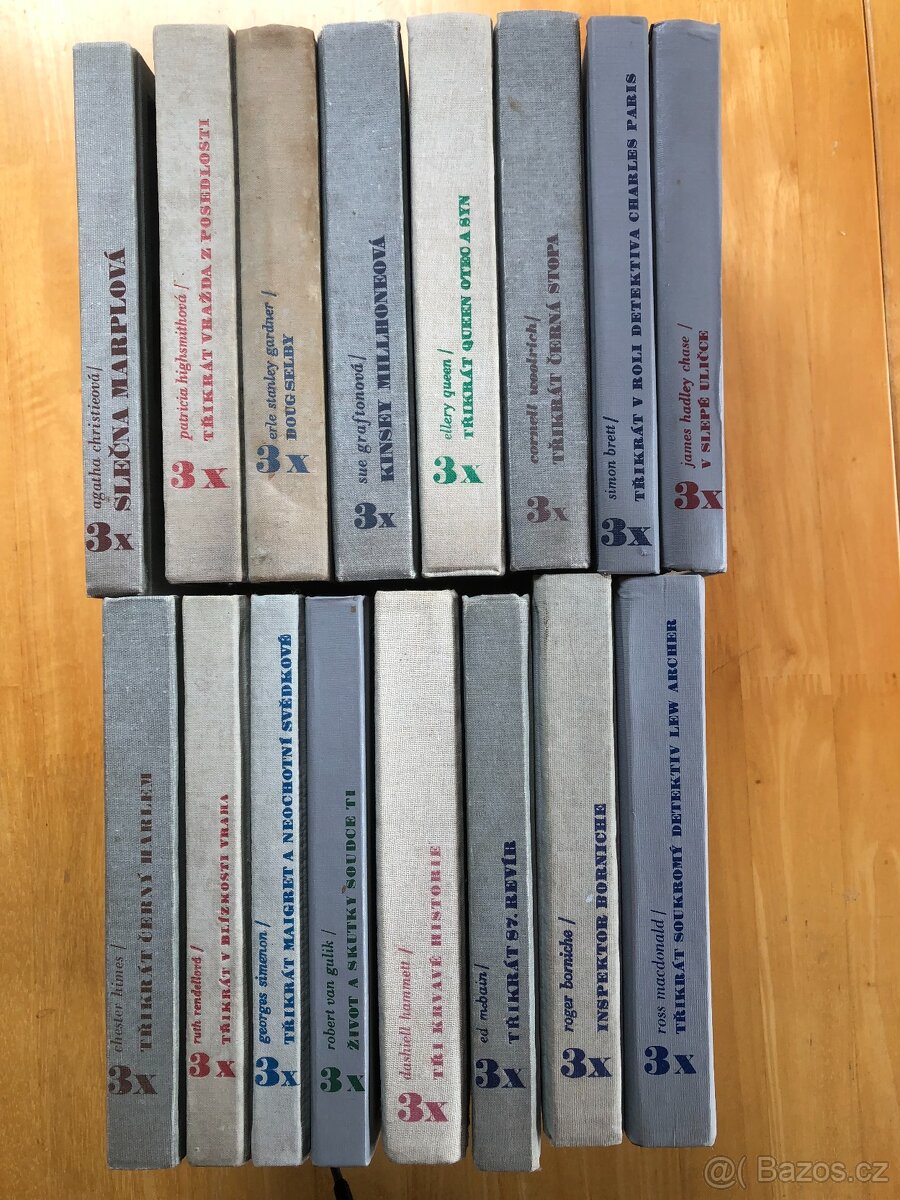 3x
agatha christieová/
SLEČNA MARPLOVÁ
3x
patricia highsmithová/
TŘIKRÁT VRAŽDA Z POSEDLOSTI
3x
erle stanley gardner/
DOUG SELBY
3x
sue graftonová/
KINSEY MILLHONEOVÁ
3x
ellery queen/
TŘIKRÁT QUEEN OTEC A SYN
3x
cornell woolrich/
TŘIKRÁT ČERNÁ STOPA
3x
simon brett/
TŘIKRÁT V ROLI DETEKTIVA CHARLES PARIS
3x
james hadley chase/
V SLEPÉ ULIČCE
3x
chester himes/
TŘIKRÁT ČERNÝ HARLEM
3x
ruth rendellová/
TŘIKRÁT V BLÍZKOSTI VRAHA
3x
georges simenon/
TŘIKRÁT MAIGRET A NEOCHOTNÍ SVĚDKOVÉ
3x
robert van gulik/
ŽIVOT A SKUTKY SOUDCE TI
3x
dashiell hammett/
TŘI KRVAVÉ HISTORIE
3x
ed mcbain/
TŘIKRÁT 87. REVÍR
3x
roger borniche/
INSPEKTOR BORNICHE
3x
ross macdonald/
TŘIKRÁT SOUKROMÝ DETEKTIV LEW ARCHER
@( Bazos.cz